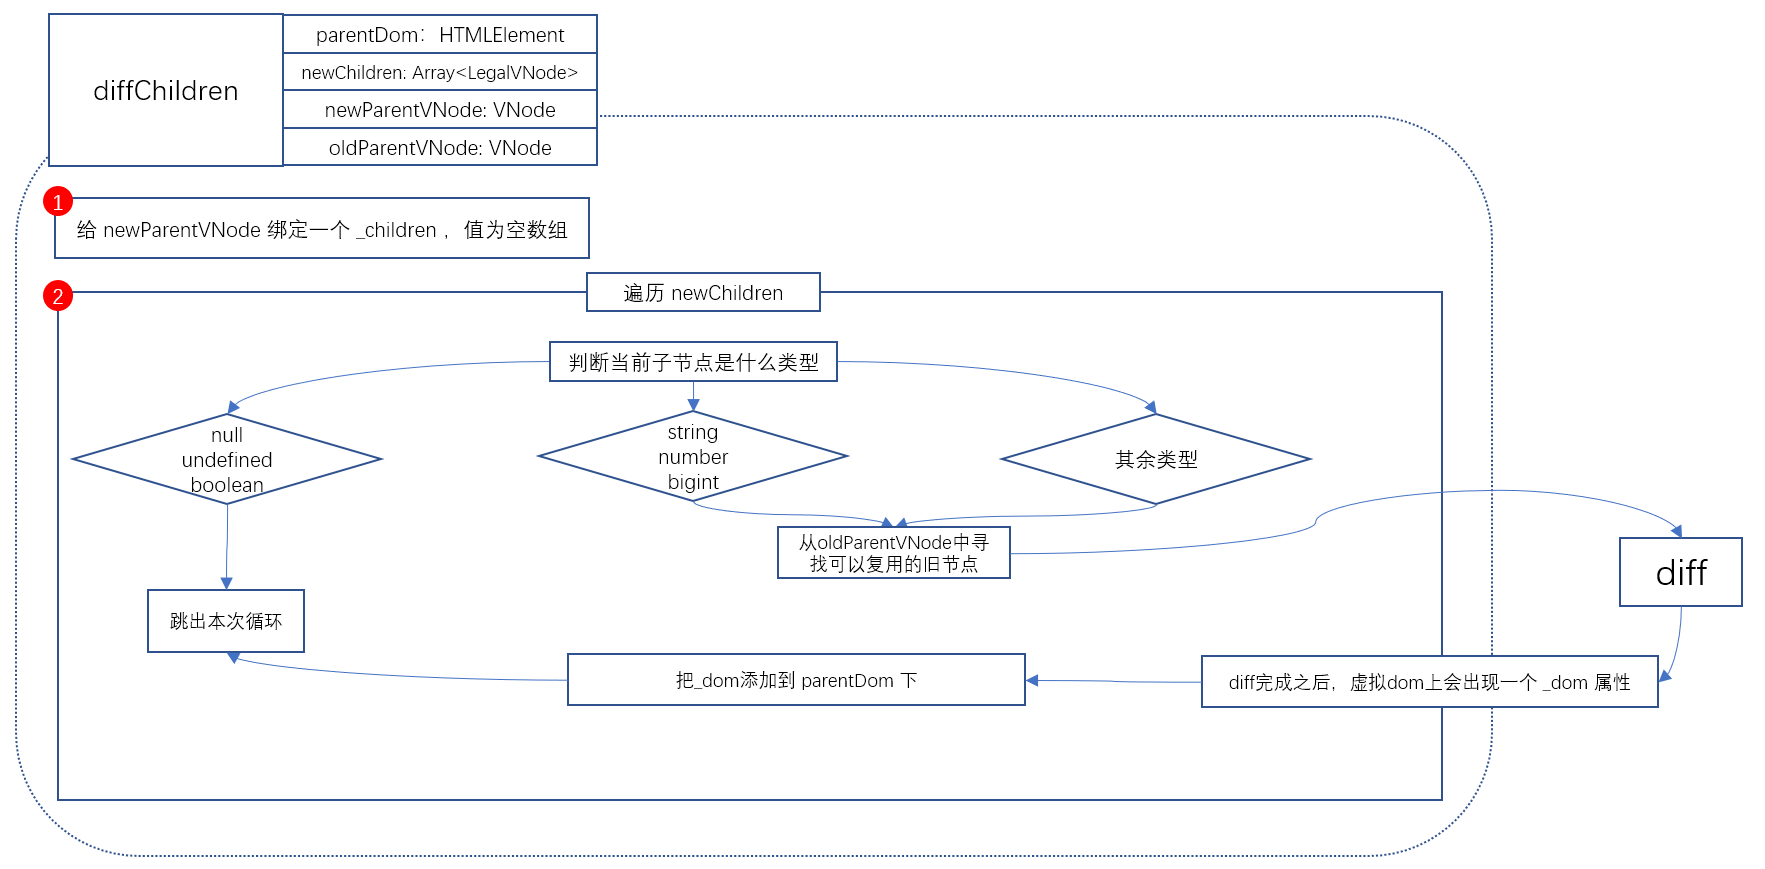 diffChildren
parentDom：HTMLElement
newChildren: Array<LegalVNode>
newParentVNode: VNode
oldParentVNode: VNode
1
给 newParentVNode 绑定一个 _children ，值为空数组
2
遍历 newChildren
判断当前子节点是什么类型
null
undefined
boolean
string
number
bigint
其余类型
从oldParentVNode中寻
找可以复用的旧节点
diff
跳出本次循环
把_dom添加到 parentDom 下
diff完成之后，虚拟dom上会出现一个 _dom 属性